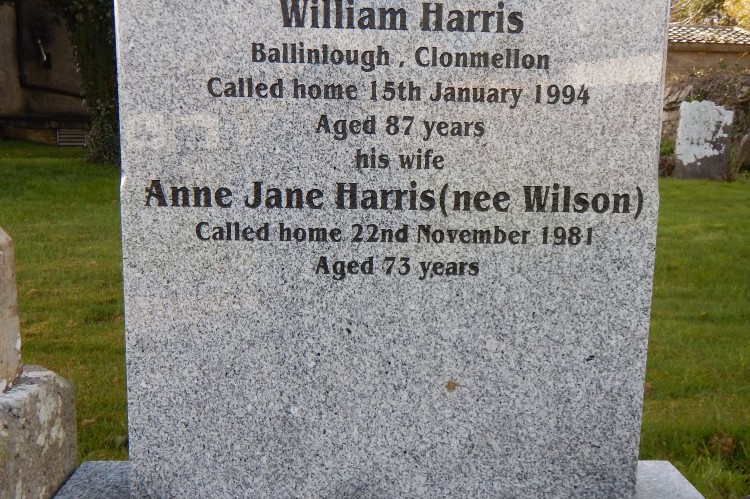 William Harris
Ballinlough , Clonmellon
Called home 15th January 1994
Aged 87 years
his wife
Anne Jane Harris(nee Wilson)
Called home 22nd November 1981
Aged 73 years